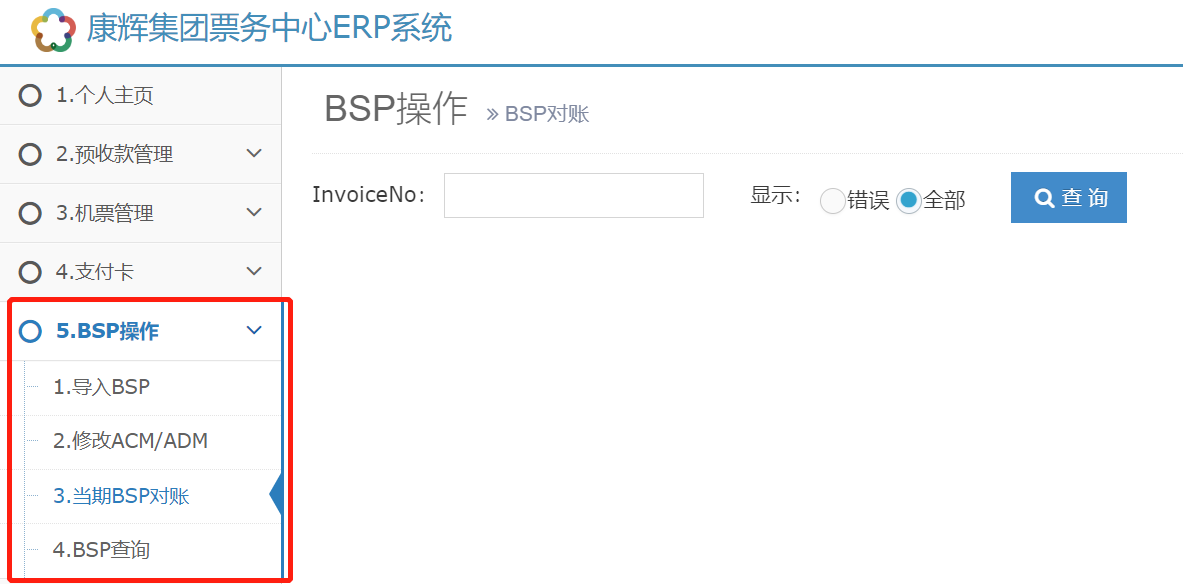 康辉集团票务中心ERP系统
1.个人主页
2.预收款管理
3.机票管理
4.支付卡
5.BSP操作
1.导入BSP
2.修改ACM/ADM
3.当期BSP对账
4.BSP查询
BSP操作 » BSP对账
InvoiceNo: 显示: 错误 全部 查 询